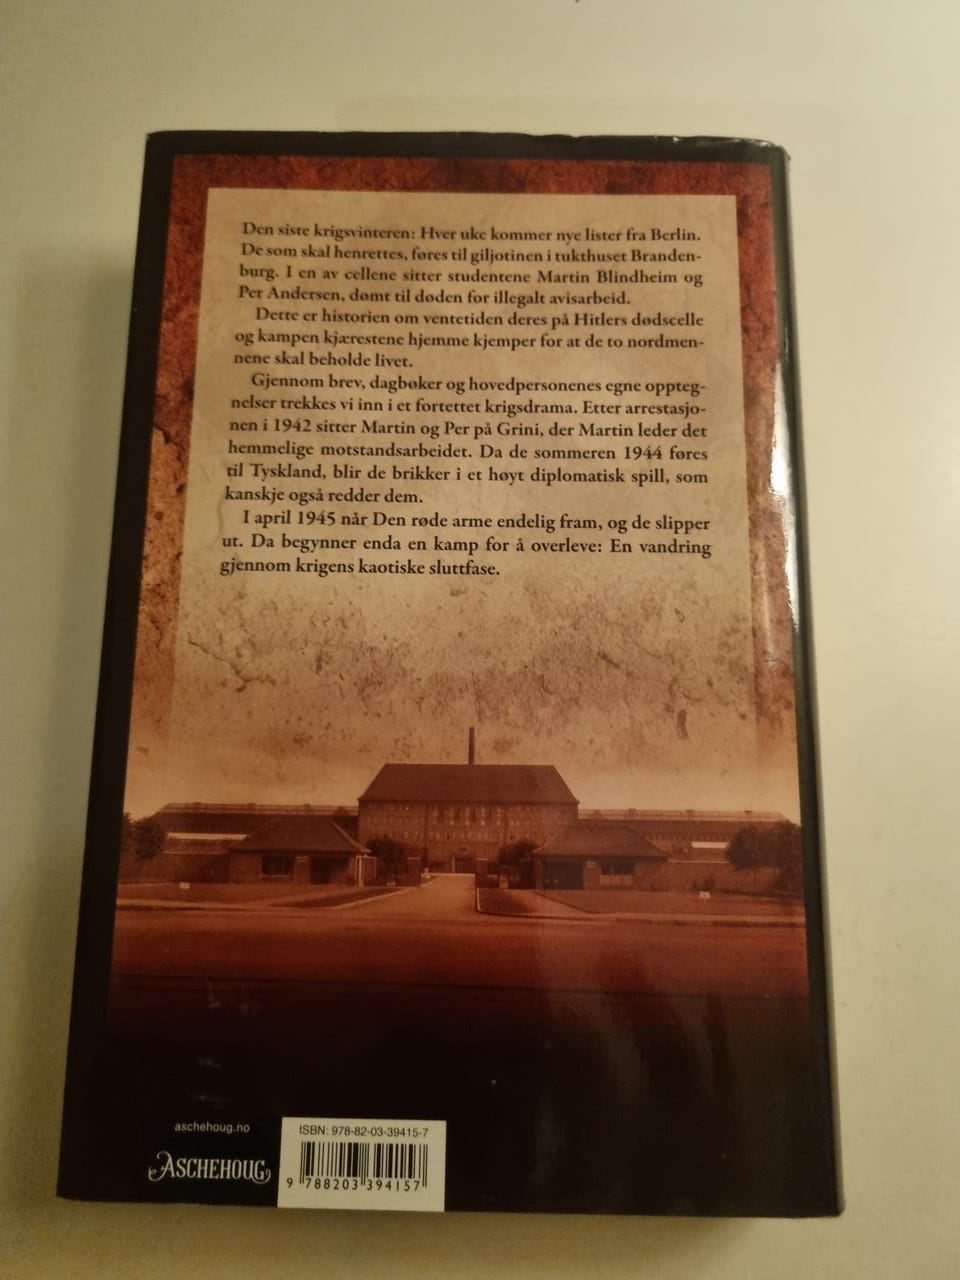 Den siste krigsvinteren: Hver uke kommer nye lister fra Berlin.
De som skal henrettes, føres til giljotinen i tukthuset Branden-
burg. I en av cellene sitter studentene Martin Blindheim og
Per Andersen, dømt til døden for illegalt avisarbeid.
Dette er historien om ventetiden deres på Hitlers dødscelle
og kampen kjærestene hjemme kjemper for at de to nordmen-
nene skal beholde livet.
Gjennom brev, dagbøker og hovedpersonenes egne oppteg-
nelser trekkes vi inn i et fortettet krigsdrama. Etter arrestasjo-
nen i 1942 sitter Martin og Per på Grini, der Martin leder det
hemmelige motstandsarbeidet. Da de sommeren 1944 føres
til Tyskland, blir de brikker i et høyt diplomatisk spill, som
kanskje også redder dem.
I april 1945 når Den røde arme endelig fram, og de slipper
ut. Da begynner enda en kamp for å overleve: En vandring
gjennom krigens kaotiske sluttfase.
aschehoug.no
ASCHEHOUG
ISBN: 978-82-03-39415-7
9 788203 394157